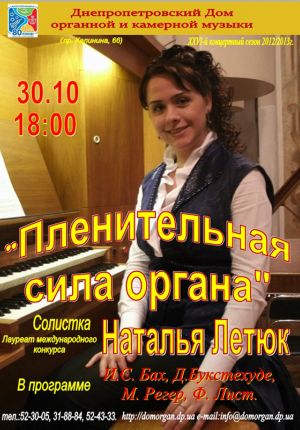 80
Днепропетровский Дом
органной и камерной музыки
(пр. Калинина, 66)
XXVI-й концертный сезон 2012/2013г.
30.10
18:00
"Пленительная
сила органа"
Солистка
Лауреат международного
конкурса
Наталья Летюк
В программе
И.С. Бах, Д.Букстехуде,
М. Регер, Ф. Лист.
тел.:52-30-05, 31-88-84, 52-43-33. http://domorgan.dp.ua e-mail:info@domorgan.dp.ua